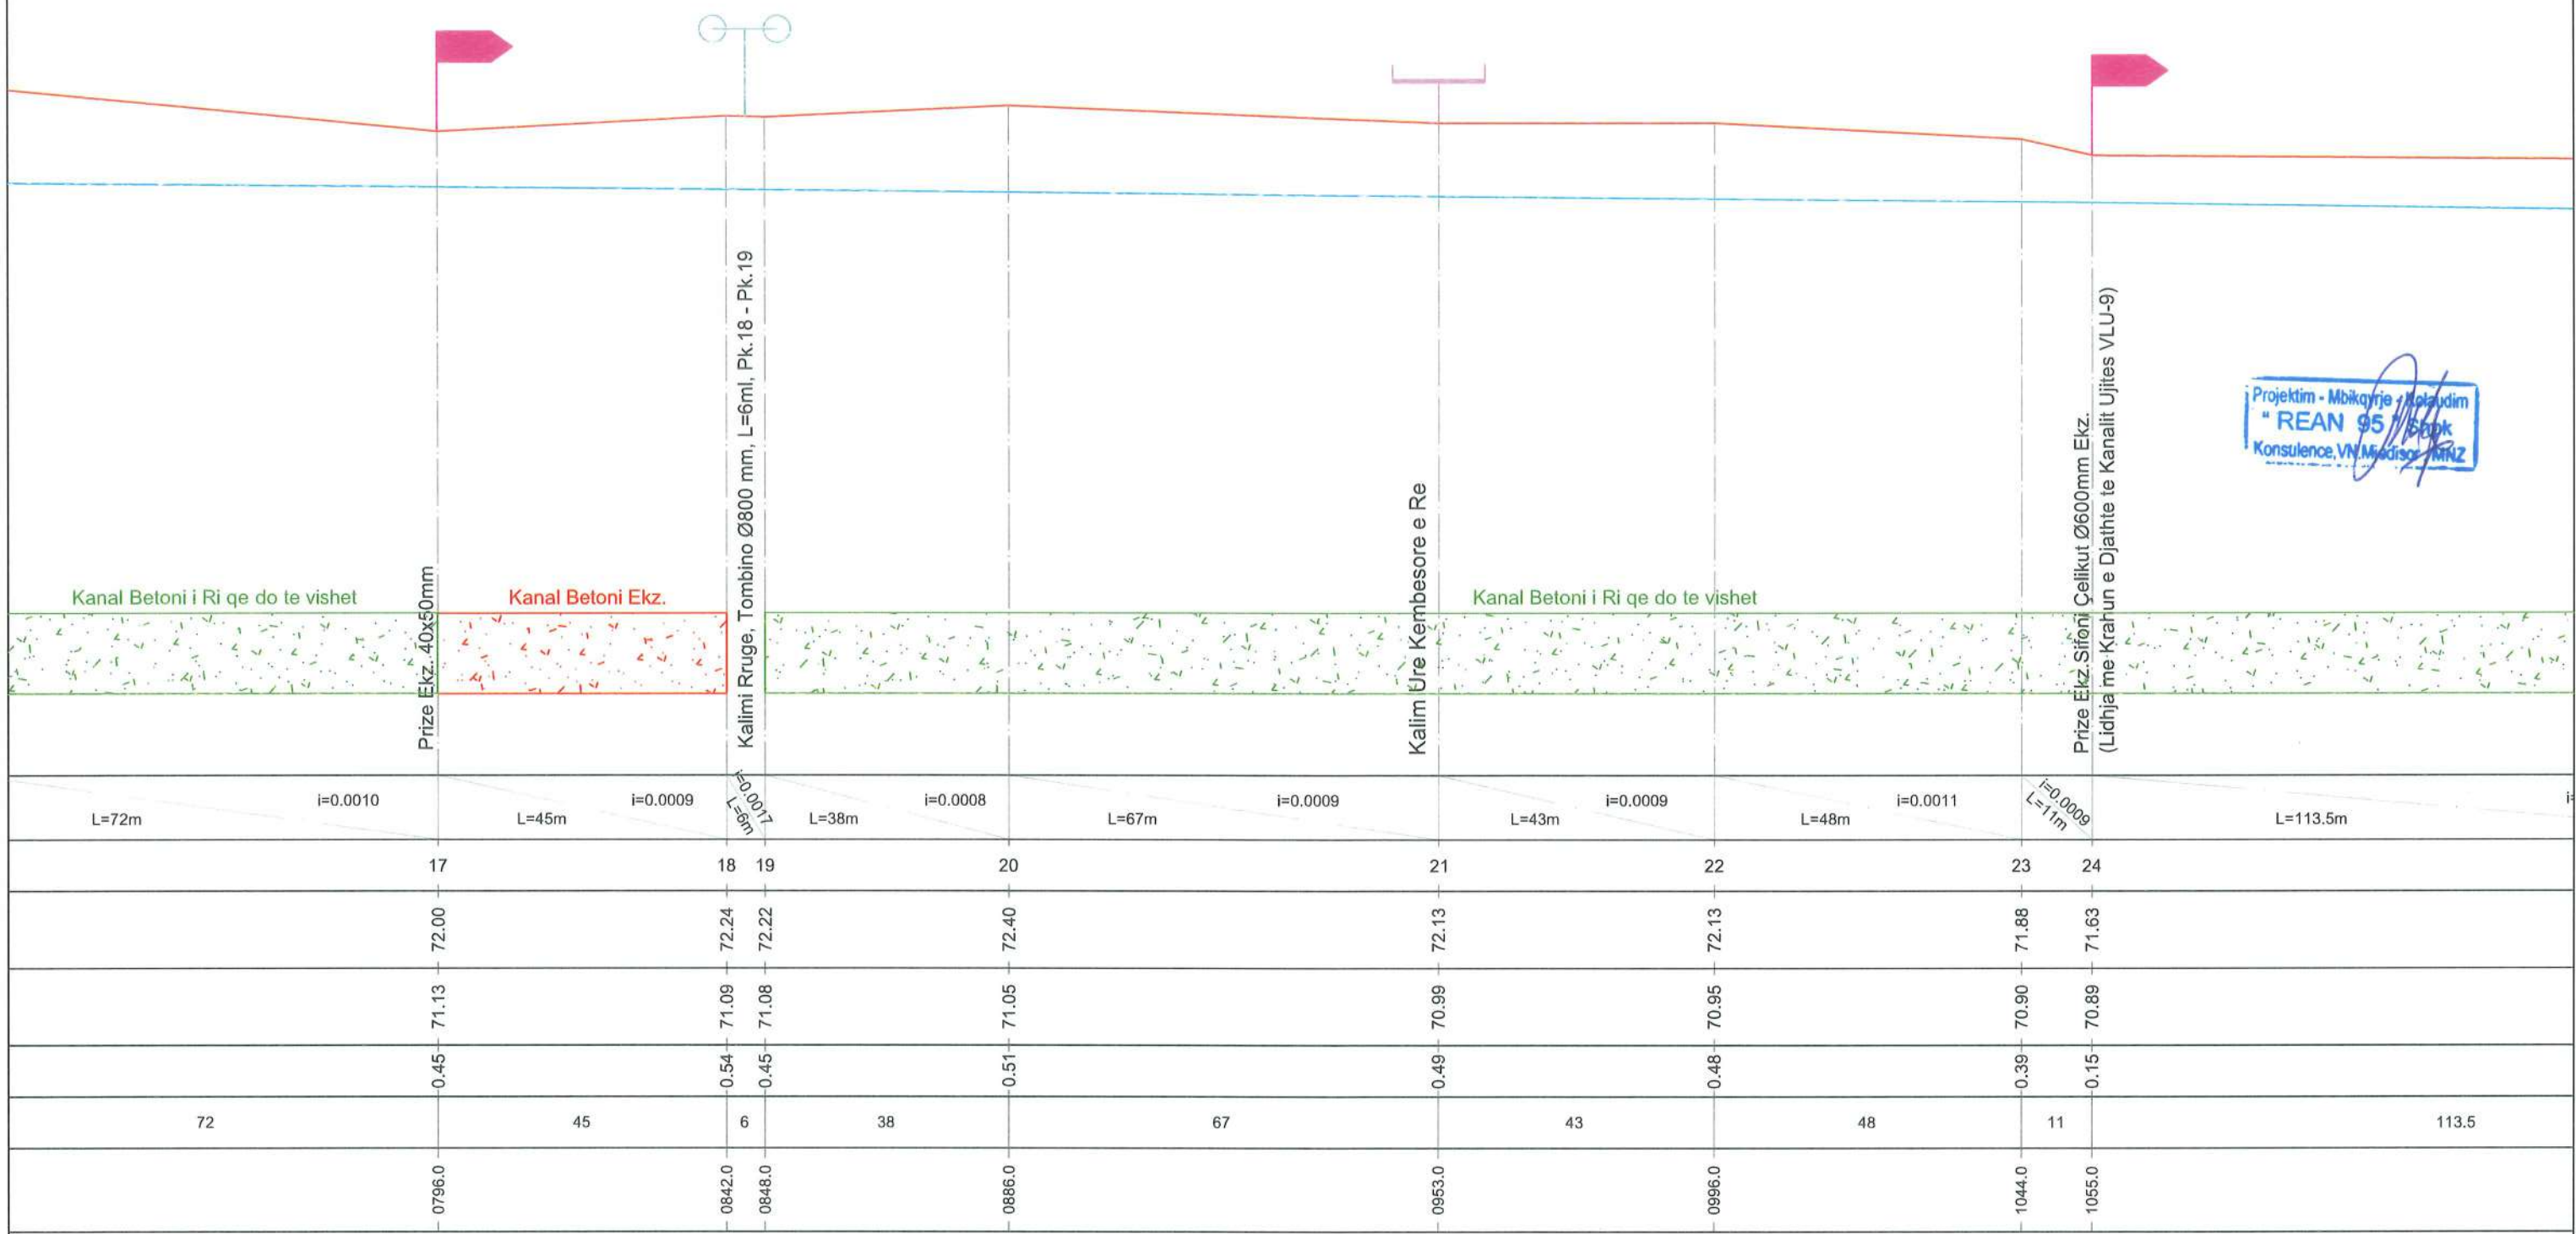 Kalimi Rruge, Tombino Ø800 mm, L=6ml, Pk.18 - Pk.19
Prize Ekz. Sifoni Çelikut Ø600mm Ekz.
(Lidhja me Krahun e Djathte te Kanalit Ujites VLU-9)
Projektim - Mbikqyrje - Kolaudim
" REAN 95 " Shpk
Konsulence, VN.Mjedisor, MNZ
Kalim Ure Kembesore e Re
Prize Ekz. 40x50mm
Kanal Betoni i Ri qe do te vishet
Kanal Betoni Ekz.
Kanal Betoni i Ri qe do te vishet
L=72m i=0.0010 L=45m i=0.0009 i=0.0017 L=6m L=38m i=0.0008 L=67m i=0.0009 L=43m i=0.0009 L=48m i=0.0011 i=0.0009 L=11m L=113.5m
17 18 19 20 21 22 23 24
72.00 72.24 72.22 72.40 72.13 72.13 71.88 71.63
71.13 71.09 71.08 71.05 70.99 70.95 70.90 70.89
0.45 0.54 0.45 0.51 0.49 0.48 0.39 0.15
72 45 6 38 67 43 48 11 113.5
0796.0 0842.0 0848.0 0886.0 0953.0 0996.0 1044.0 1055.0